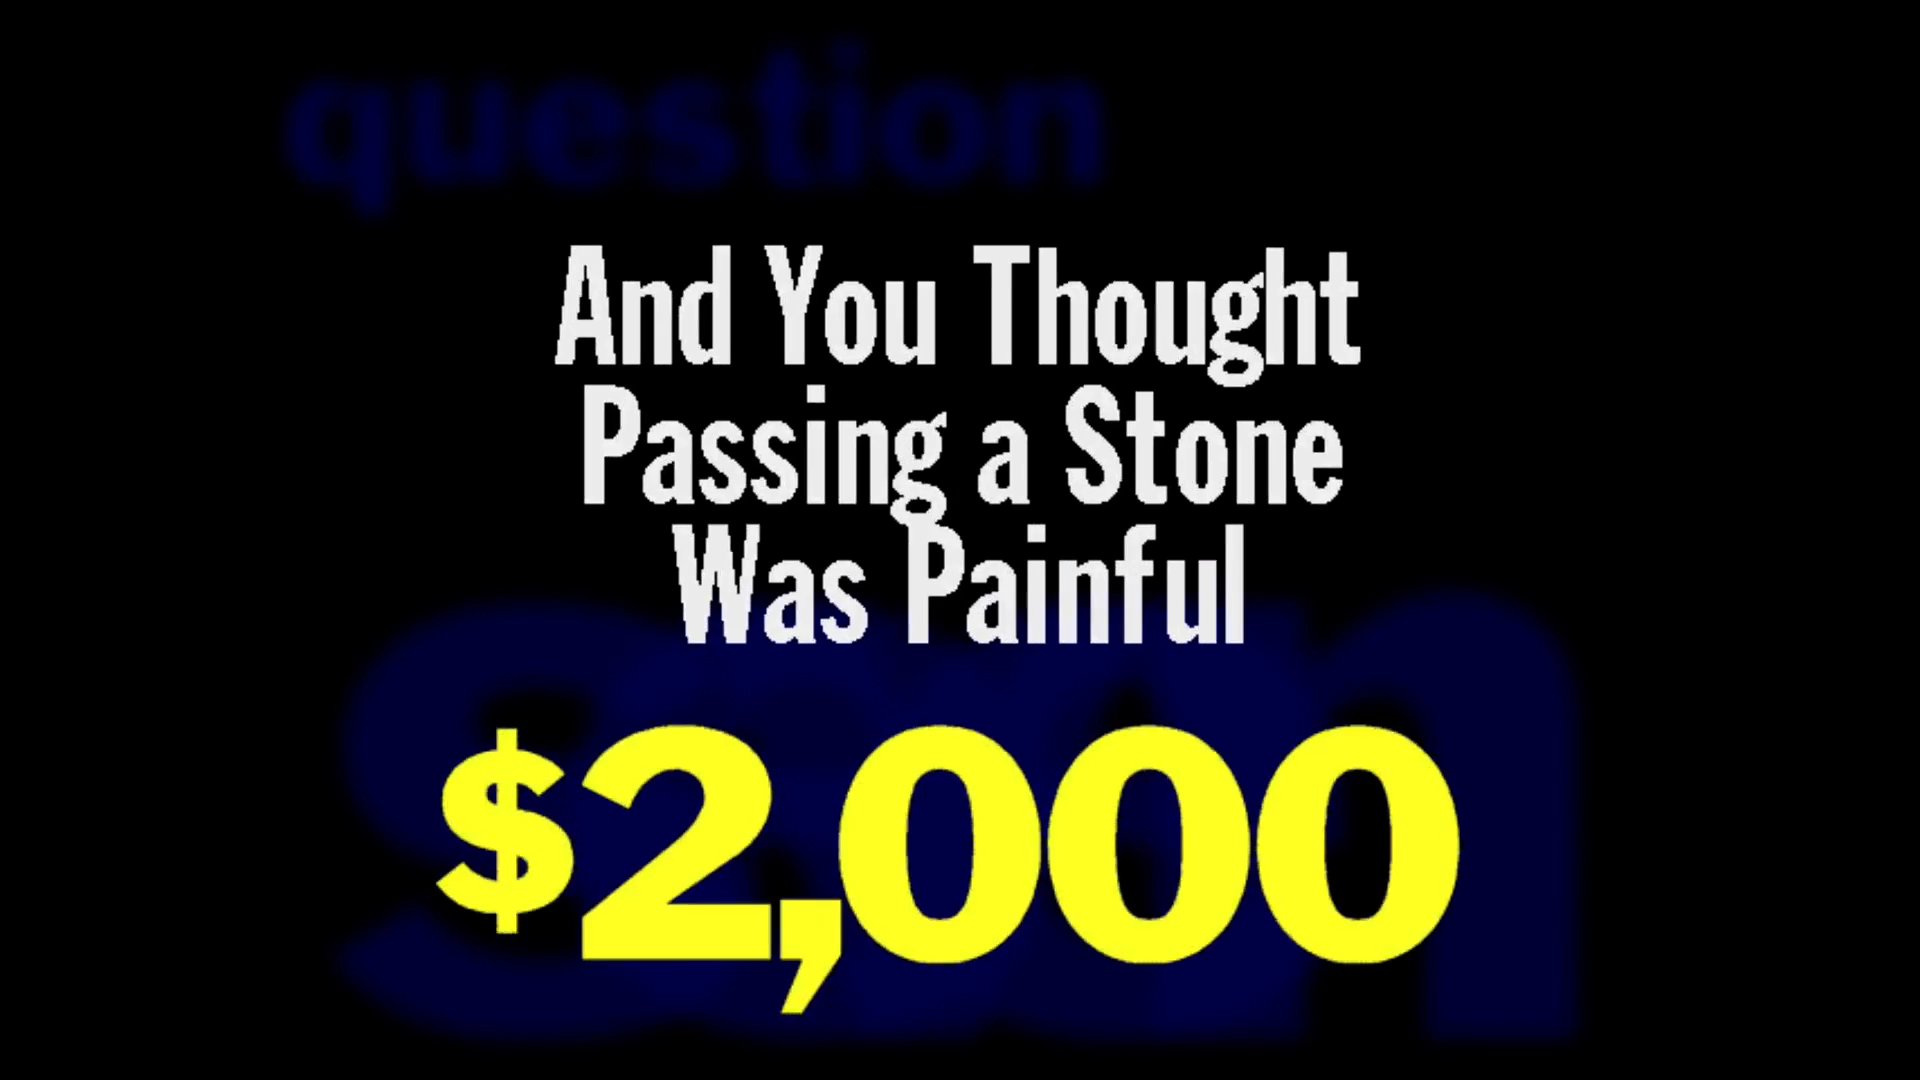 question
And You Thought
Passing a Stone
Was Painful
$2,000